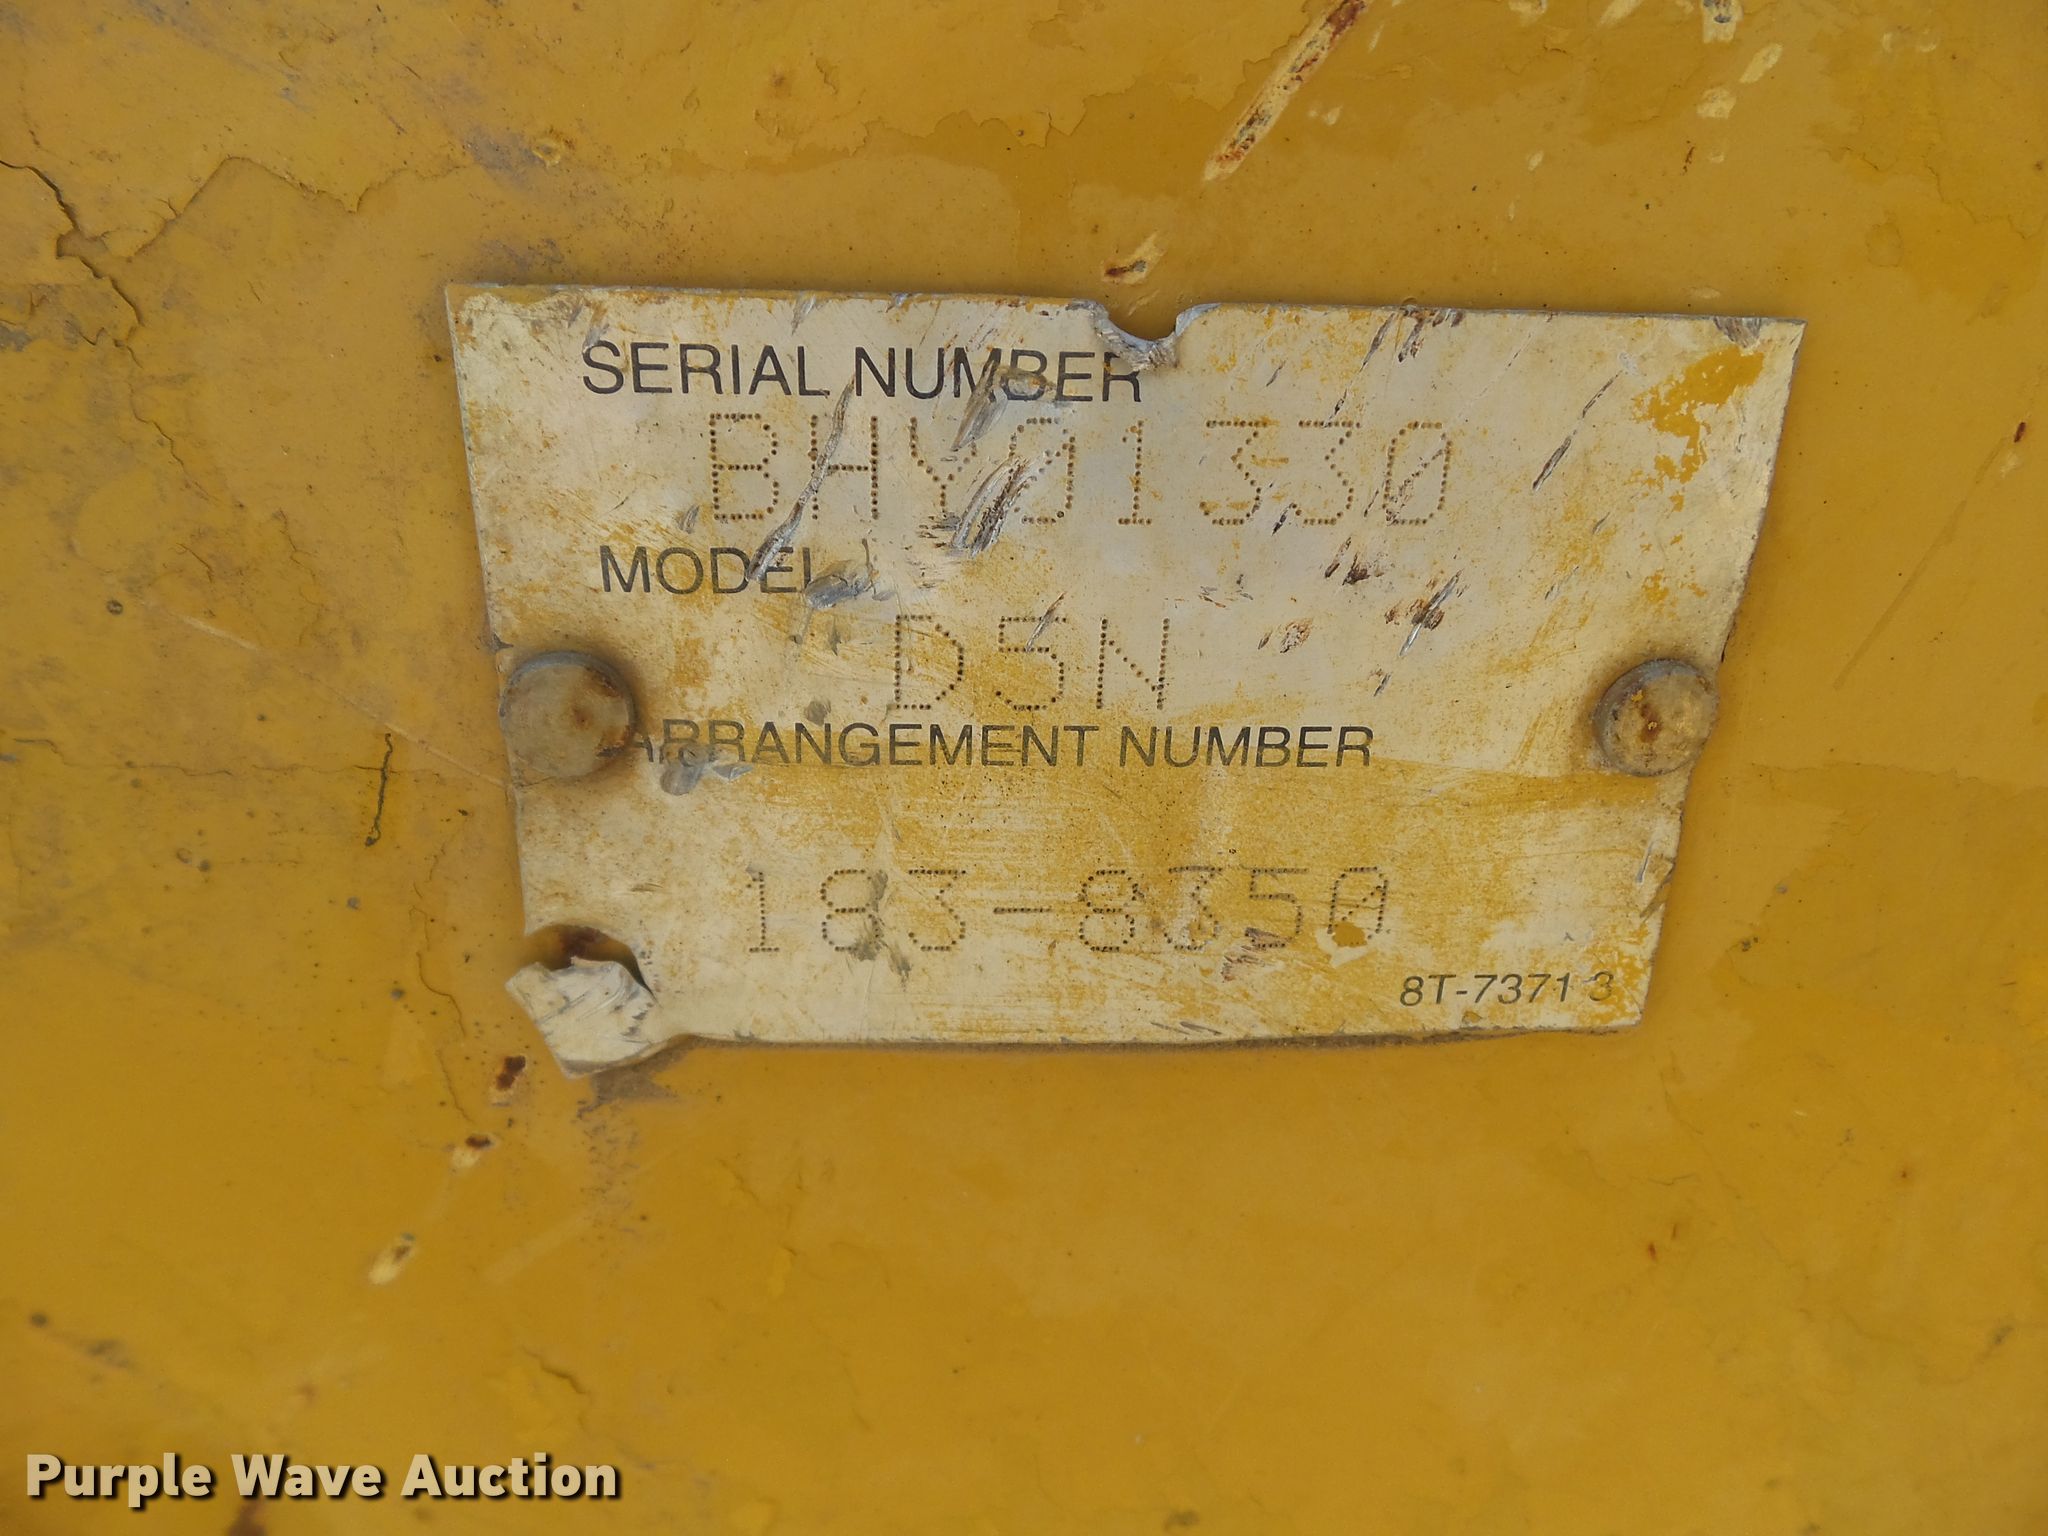 SERIAL NUMBER
BHY01330
MODEL
D5N
ARRANGEMENT NUMBER
183-8350
8T-7371 3
Purple Wave Auction